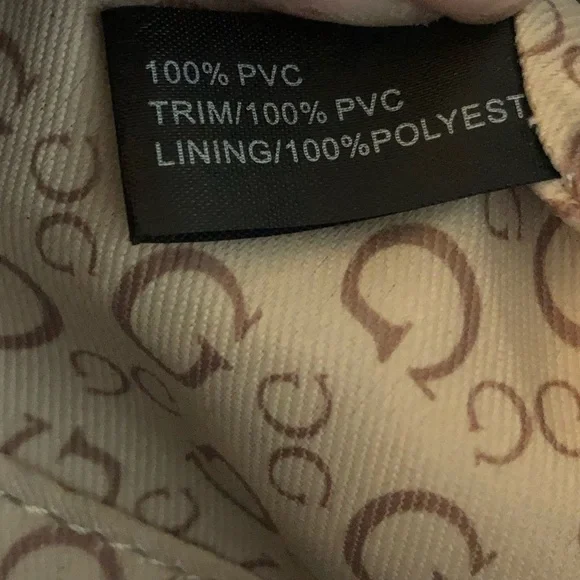 100% PVC
TRIM/100% PVC
LINING/100%POLYEST